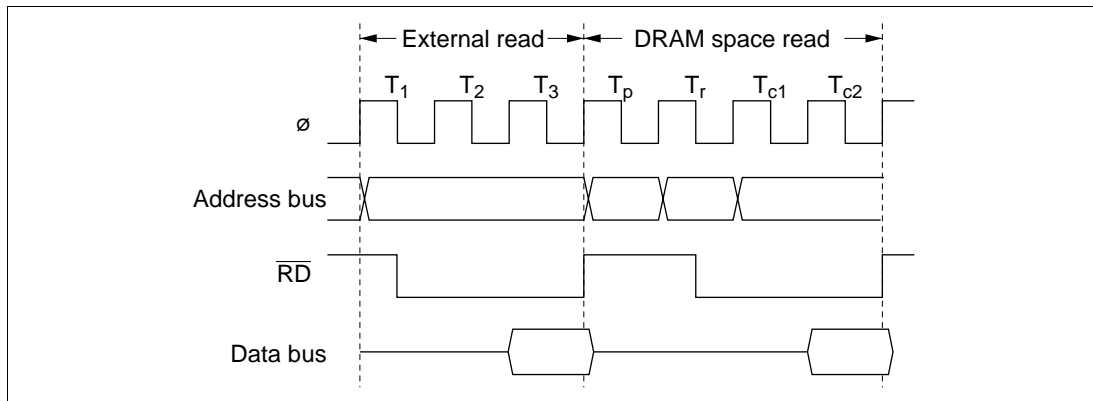 External read DRAM space read
T1 T2 T3 Tp Tr Tc1 Tc2
ø
Address bus
RD
Data bus